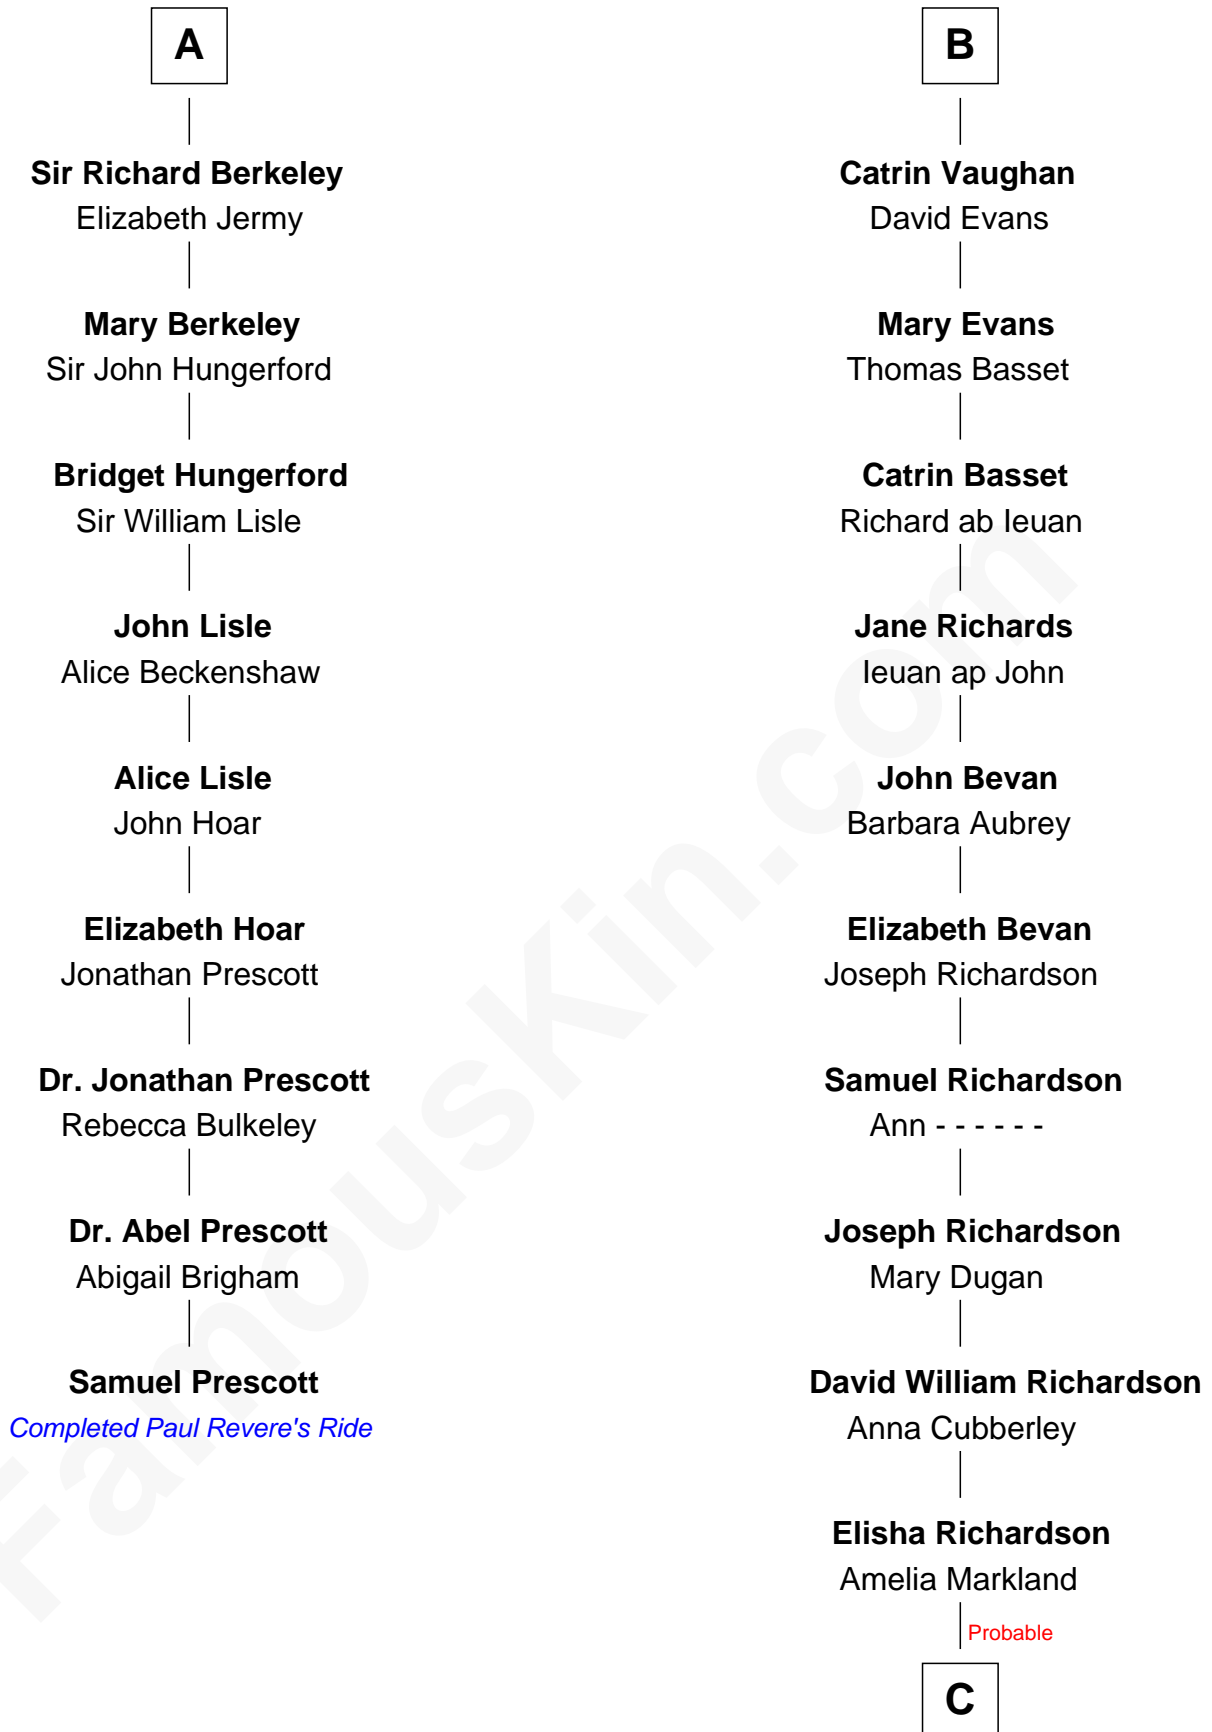 A
Sir Richard Berkeley
Elizabeth Jermy
Mary Berkeley
Sir John Hungerford
Bridget Hungerford
Sir William Lisle
John Lisle
Alice Beckenshaw
Alice Lisle
John Hoar
Elizabeth Hoar
Jonathan Prescott
Dr. Jonathan Prescott
Rebecca Bulkeley
Dr. Abel Prescott
Abigail Brigham
Samuel Prescott
Completed Paul Revere's Ride
B
Catrin Vaughan
David Evans
Mary Evans
Thomas Basset
Catrin Basset
Richard ab Ieuan
Jane Richards
Ieuan ap John
John Bevan
Barbara Aubrey
Elizabeth Bevan
Joseph Richardson
Samuel Richardson
Ann - - - - - -
Joseph Richardson
Mary Dugan
David William Richardson
Anna Cubberley
Elisha Richardson
Amelia Markland
Probable
C
FamousKin.com